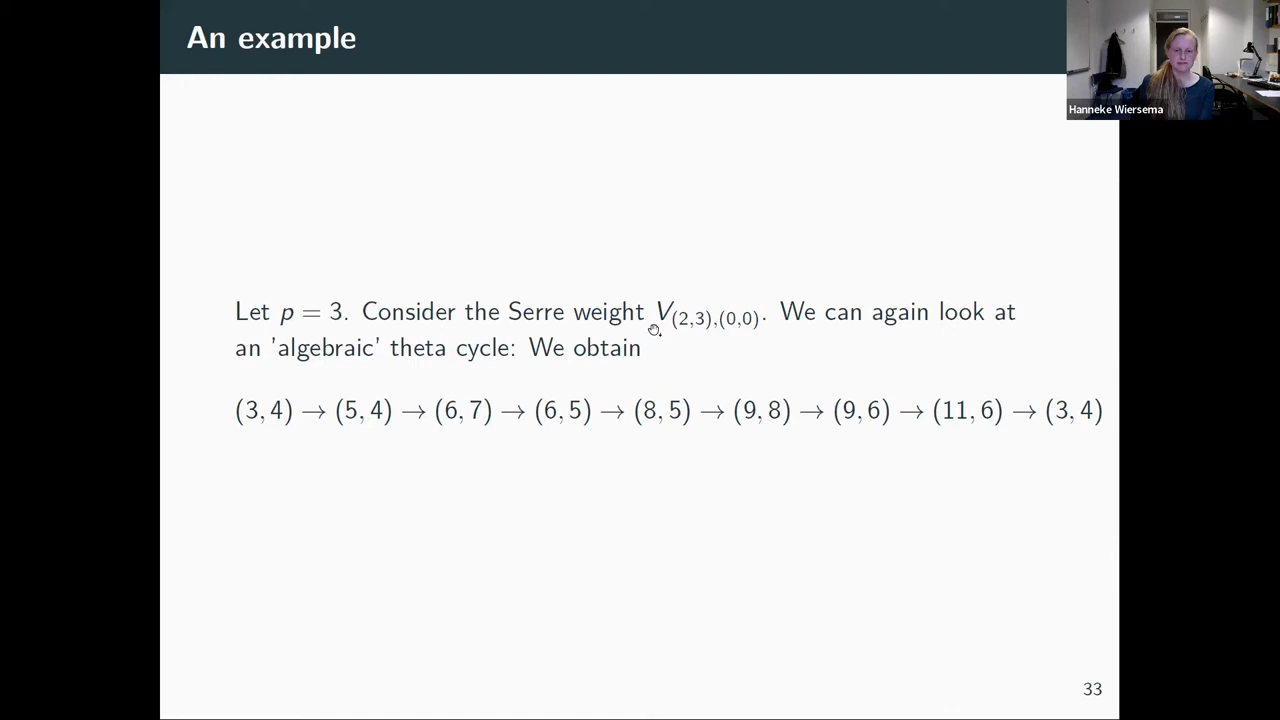 An example
Hanneke Wiersema
Let p = 3. Consider the Serre weight V_{(2,3),(0,0)}. We can again look at
an 'algebraic' theta cycle: We obtain
(3, 4) → (5, 4) → (6, 7) → (6, 5) → (8, 5) → (9, 8) → (9, 6) → (11, 6) → (3, 4)
33